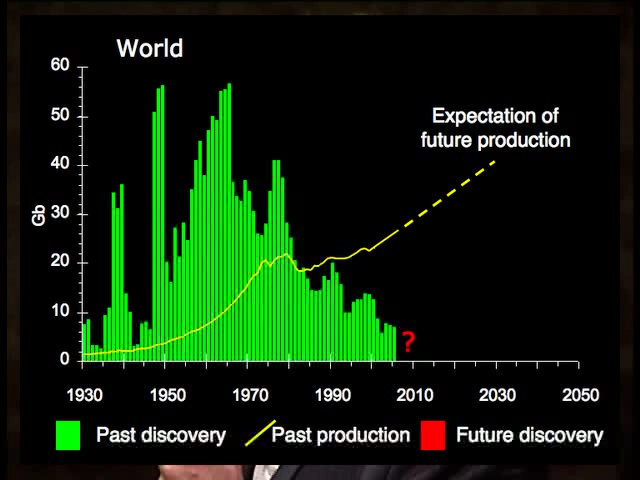 World
60
50
40
30
20
10
0
Gb
Expectation of
future production
?
1930 1950 1970 1990 2010 2030 2050
Past discovery Past production Future discovery